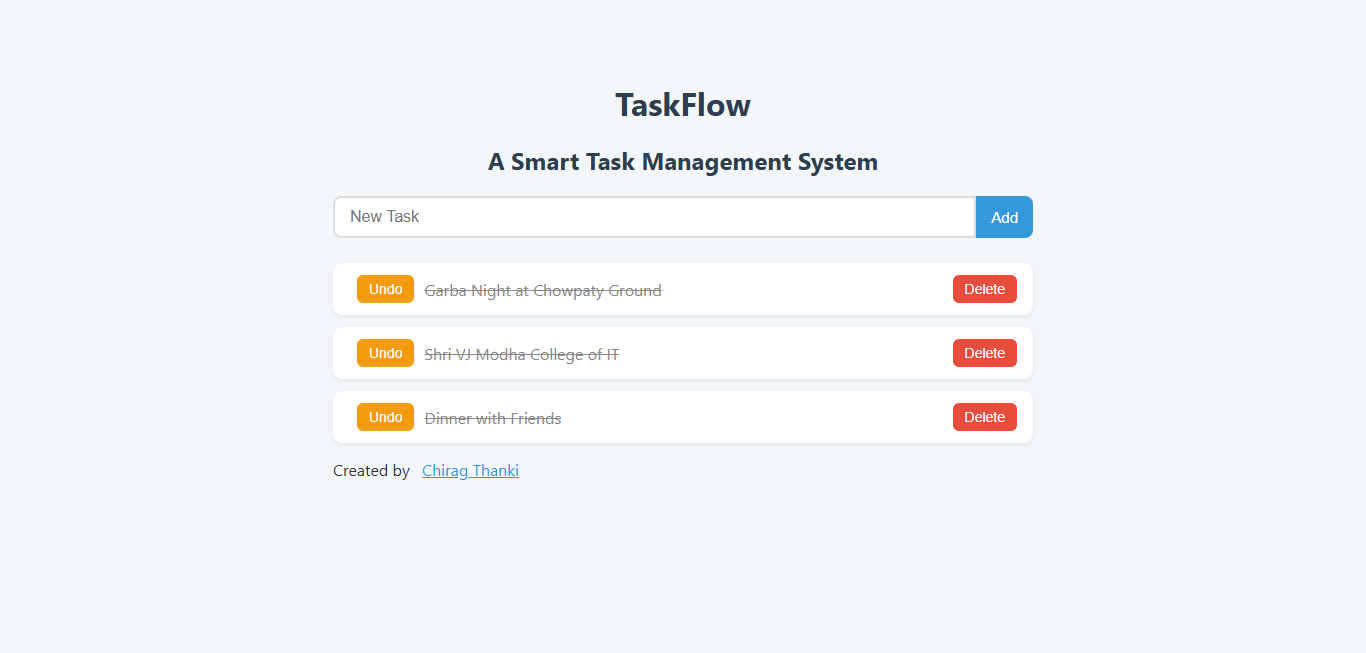 TaskFlow
A Smart Task Management System
New Task Add
Undo Garba Night at Chowpaty Ground Delete
Undo Shri VJ Modha College of IT Delete
Undo Dinner with Friends Delete
Created by Chirag Thanki